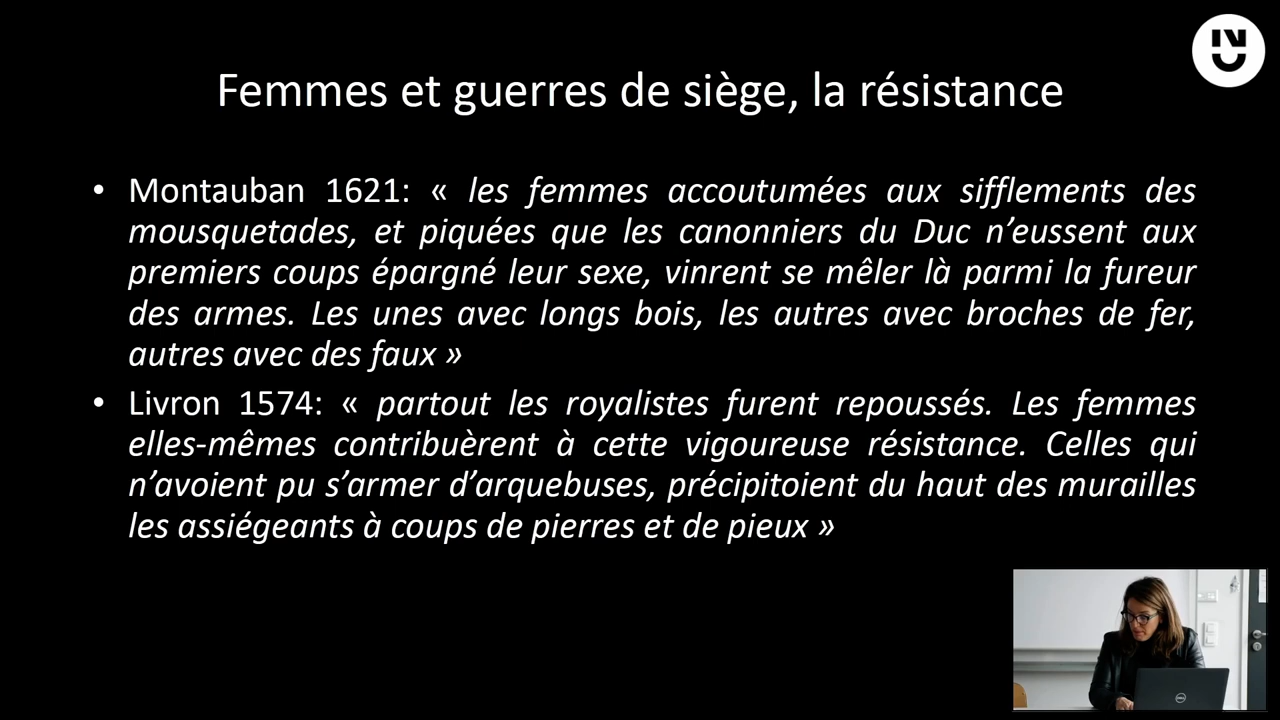 INU
Femmes et guerres de siège, la résistance
• Montauban 1621: « les femmes accoutumées aux sifflements des
mousquetades, et piquées que les canonniers du Duc n’eussent aux
premiers coups épargné leur sexe, vinrent se mêler là parmi la fureur
des armes. Les unes avec longs bois, les autres avec broches de fer,
autres avec des faux »
• Livron 1574: « partout les royalistes furent repoussés. Les femmes
elles-mêmes contribuèrent à cette vigoureuse résistance. Celles qui
n’avoient pu s’armer d’arquebuses, précipitoient du haut des murailles
les assiégeants à coups de pierres et de pieux »
DELL